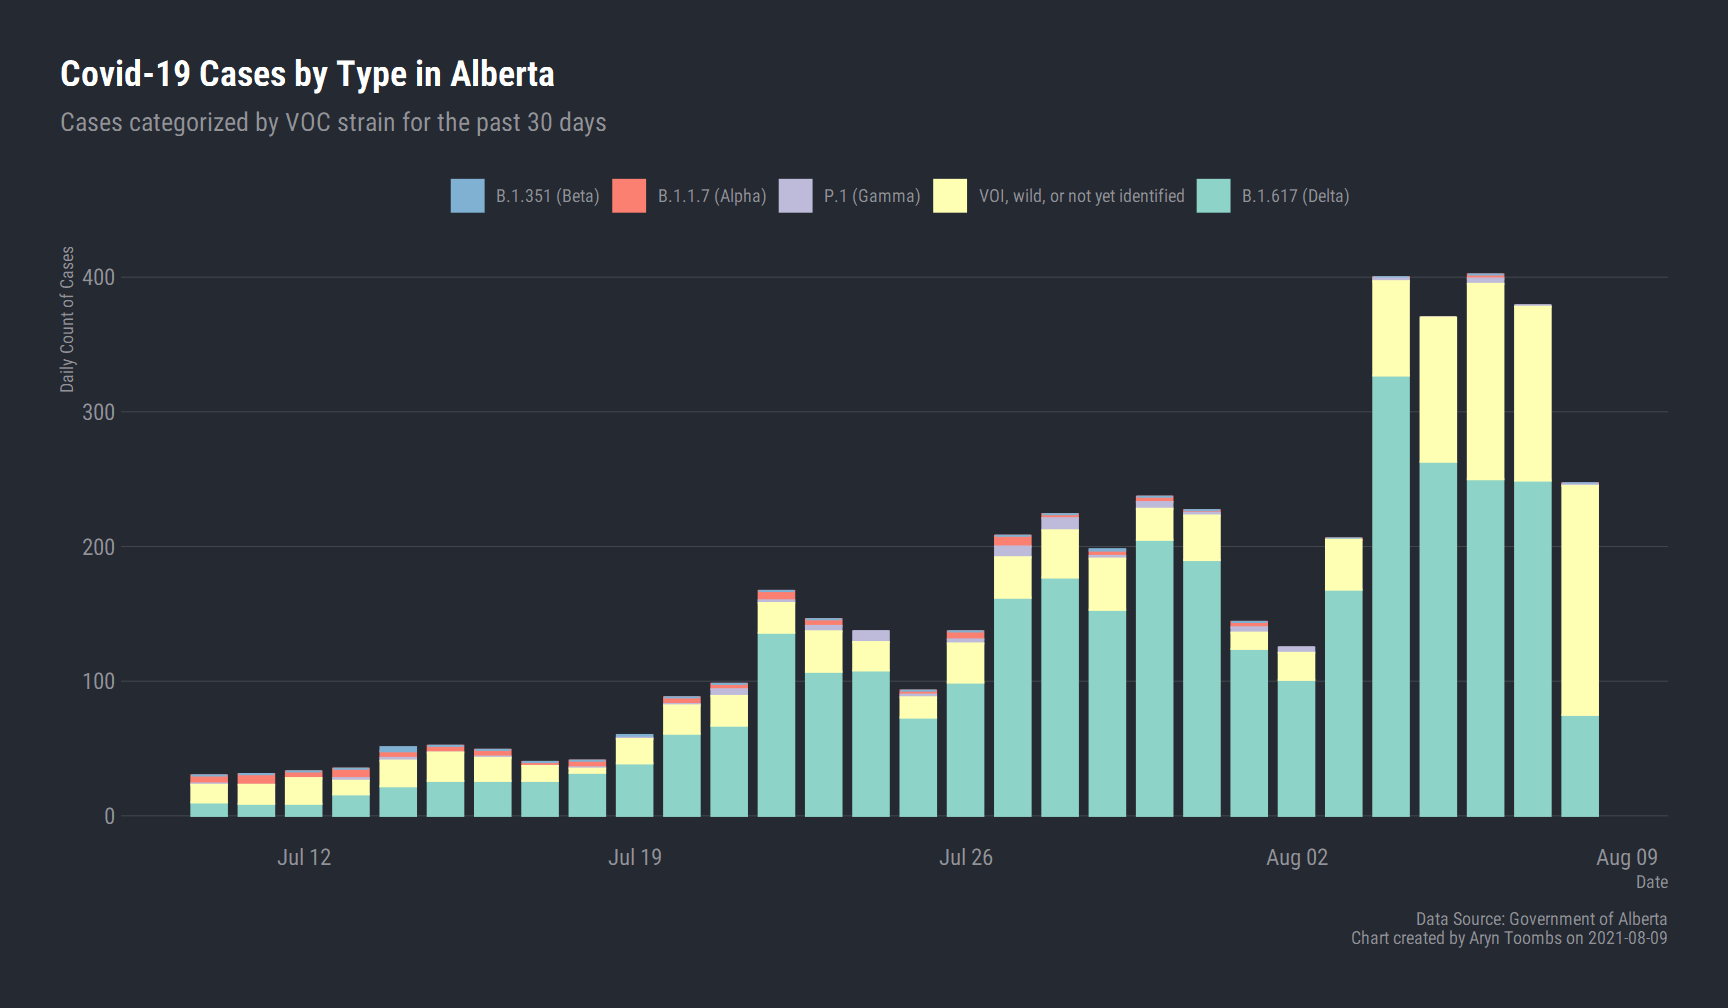 Covid-19 Cases by Type in Alberta
Cases categorized by VOC strain for the past 30 days
B.1.351 (Beta) B.1.1.7 (Alpha) P.1 (Gamma) VOI, wild, or not yet identified B.1.617 (Delta)
Daily Count of Cases
400
300
200
100
0
Jul 12 Jul 19 Jul 26 Aug 02 Aug 09
Date
Data Source: Government of Alberta
Chart created by Aryn Toombs on 2021-08-09